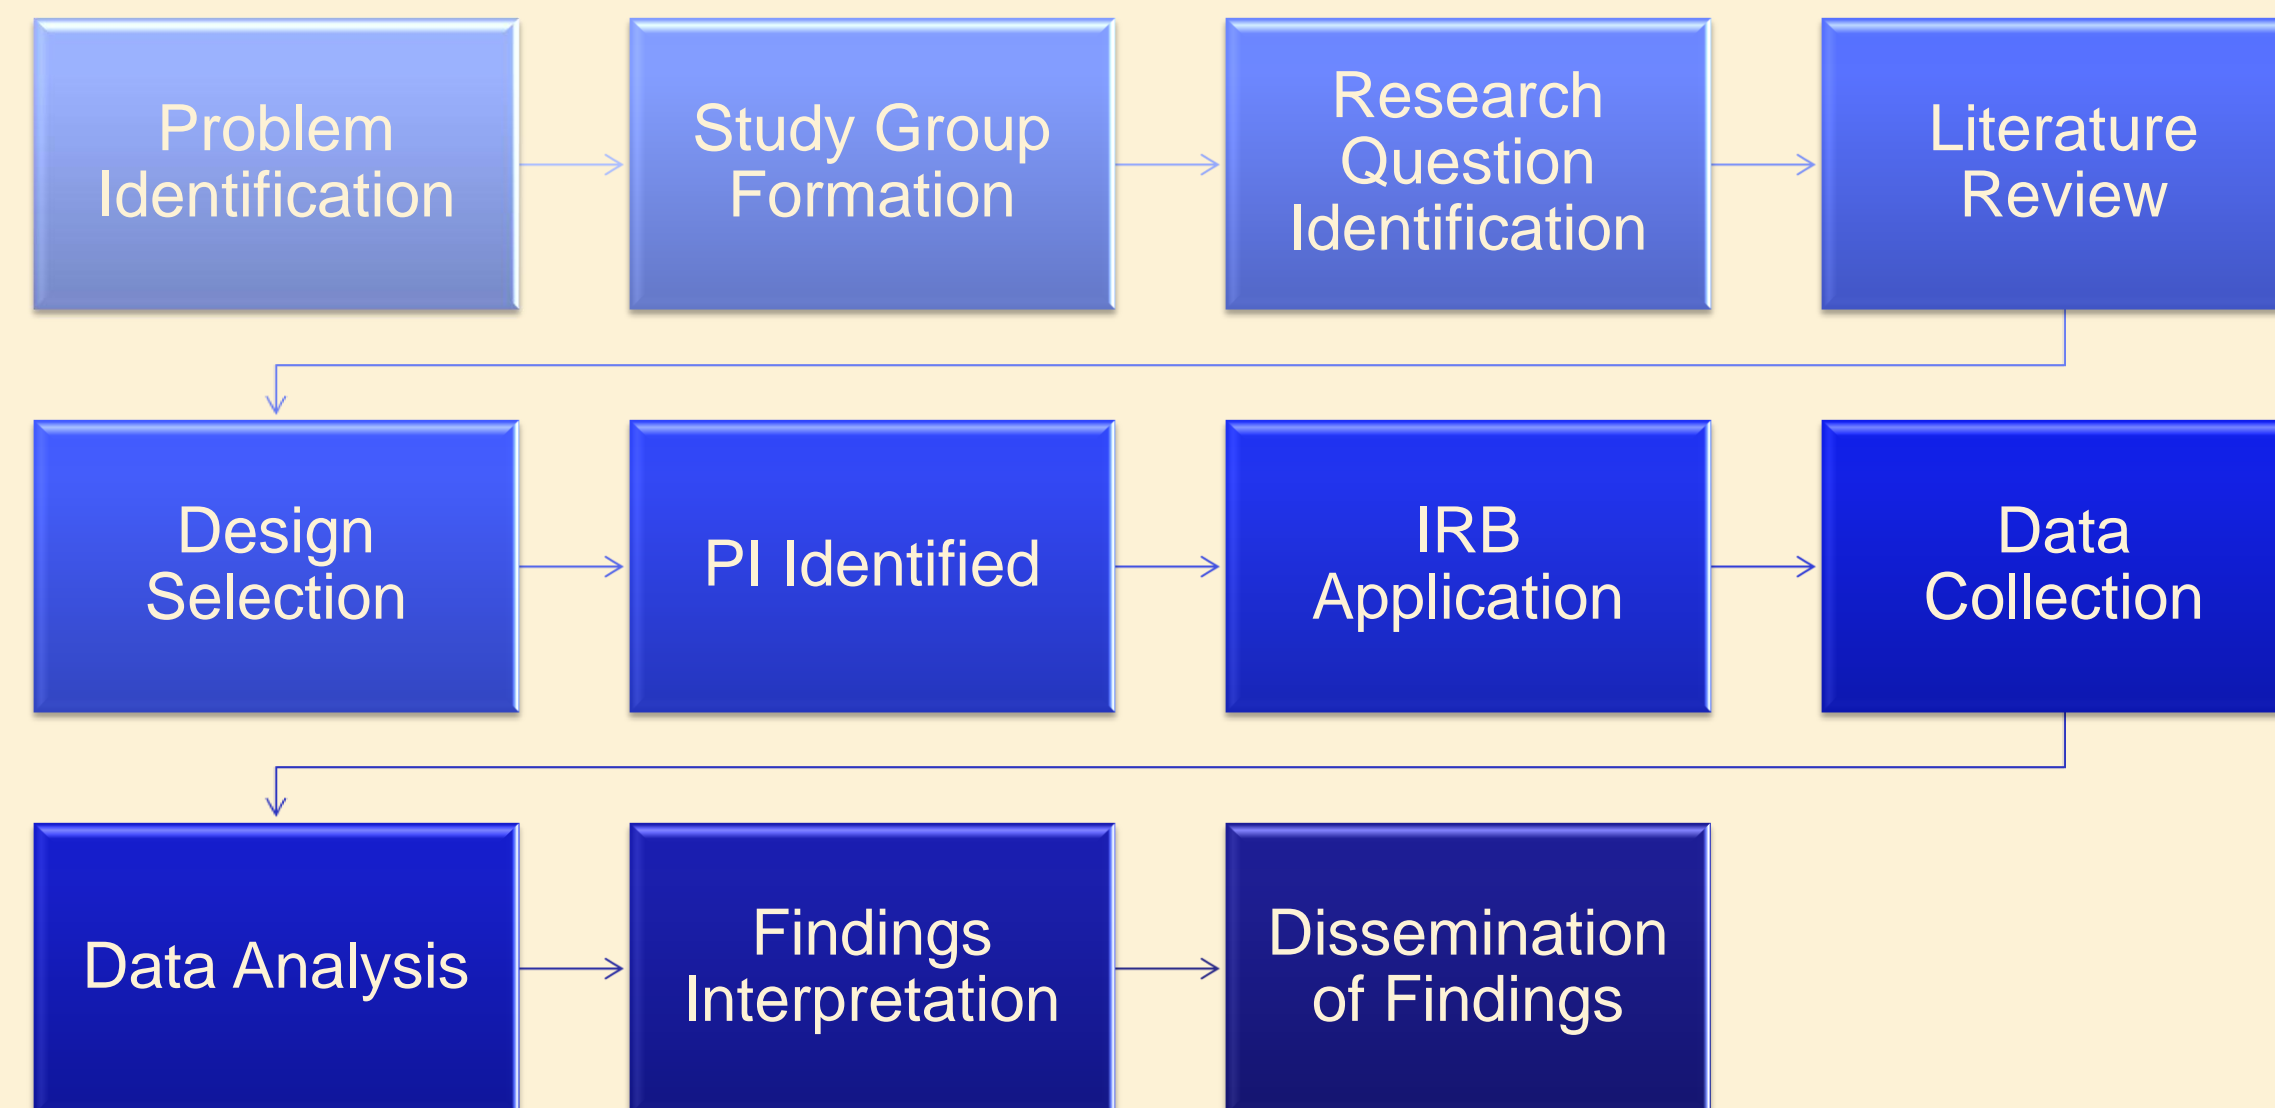 Problem
Identification
Study Group
Formation
Research
Question
Identification
Literature
Review
Design
Selection
PI Identified
IRB
Application
Data
Collection
Data Analysis
Findings
Interpretation
Dissemination
of Findings